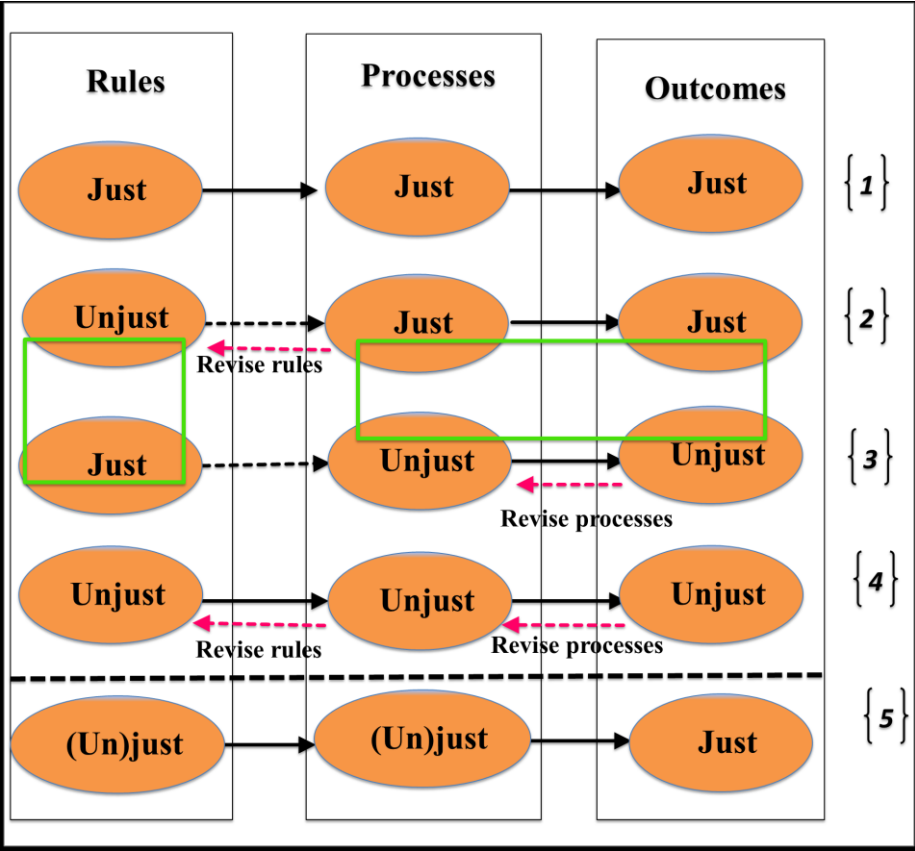 Rules
Processes
Outcomes
Just
Just
Just
{1}
Unjust
Just
Just
{2}
Revise rules
Just
Unjust
Unjust
{3}
Revise processes
Unjust
Unjust
Unjust
{4}
Revise rules
Revise processes
(Un)just
(Un)just
Just
{5}